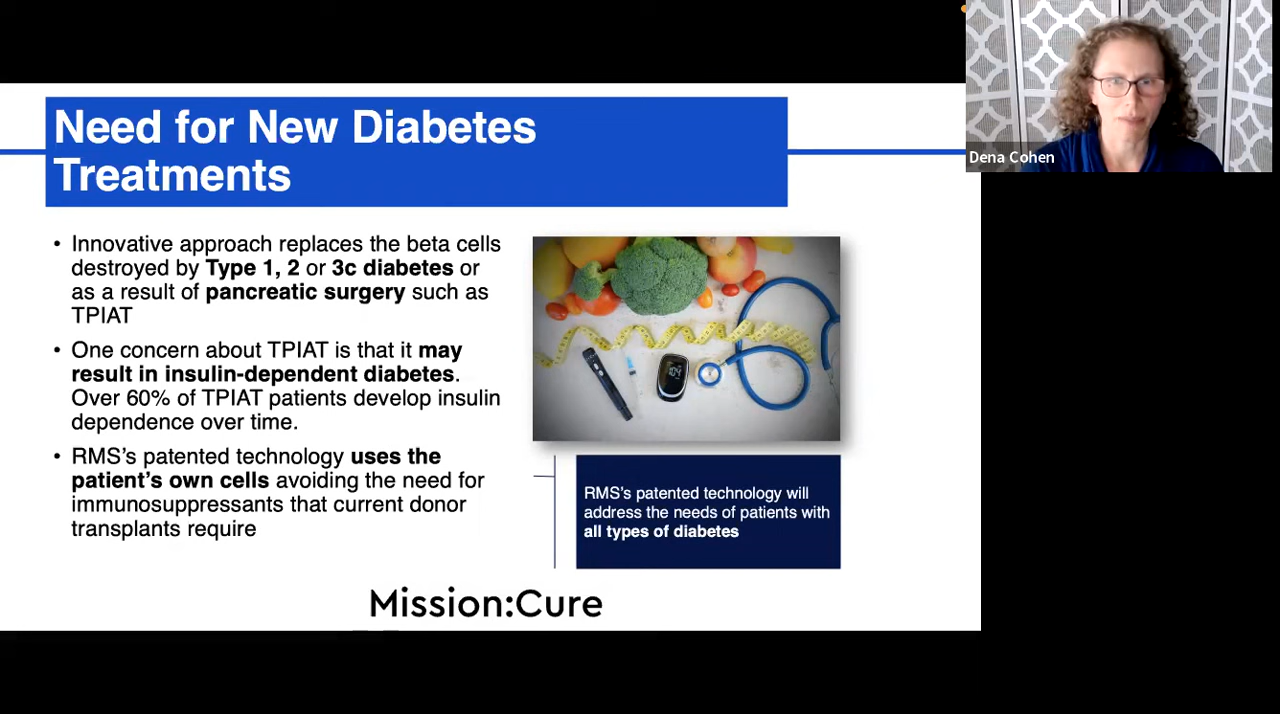 Need for New Diabetes
Treatments
• Innovative approach replaces the beta cells
destroyed by Type 1, 2 or 3c diabetes or
as a result of pancreatic surgery such as
TPIAT
• One concern about TPIAT is that it may
result in insulin-dependent diabetes.
Over 60% of TPIAT patients develop insulin
dependence over time.
• RMS's patented technology uses the
patient's own cells avoiding the need for
immunosuppressants that current donor
transplants require
104
RMS's patented technology will
address the needs of patients with
all types of diabetes
Mission:Cure
Dena Cohen